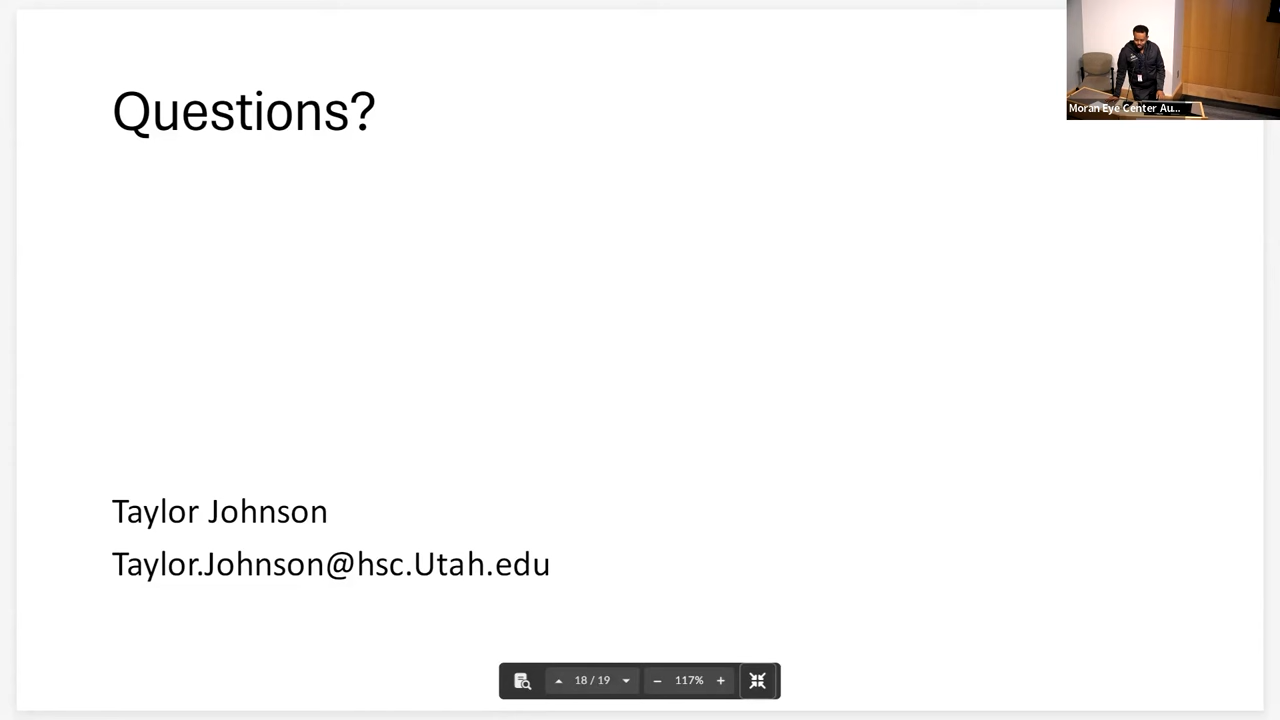 Questions?
Moran Eye Center Au...
Taylor Johnson
Taylor.Johnson@hsc.Utah.edu
18 / 19
117%